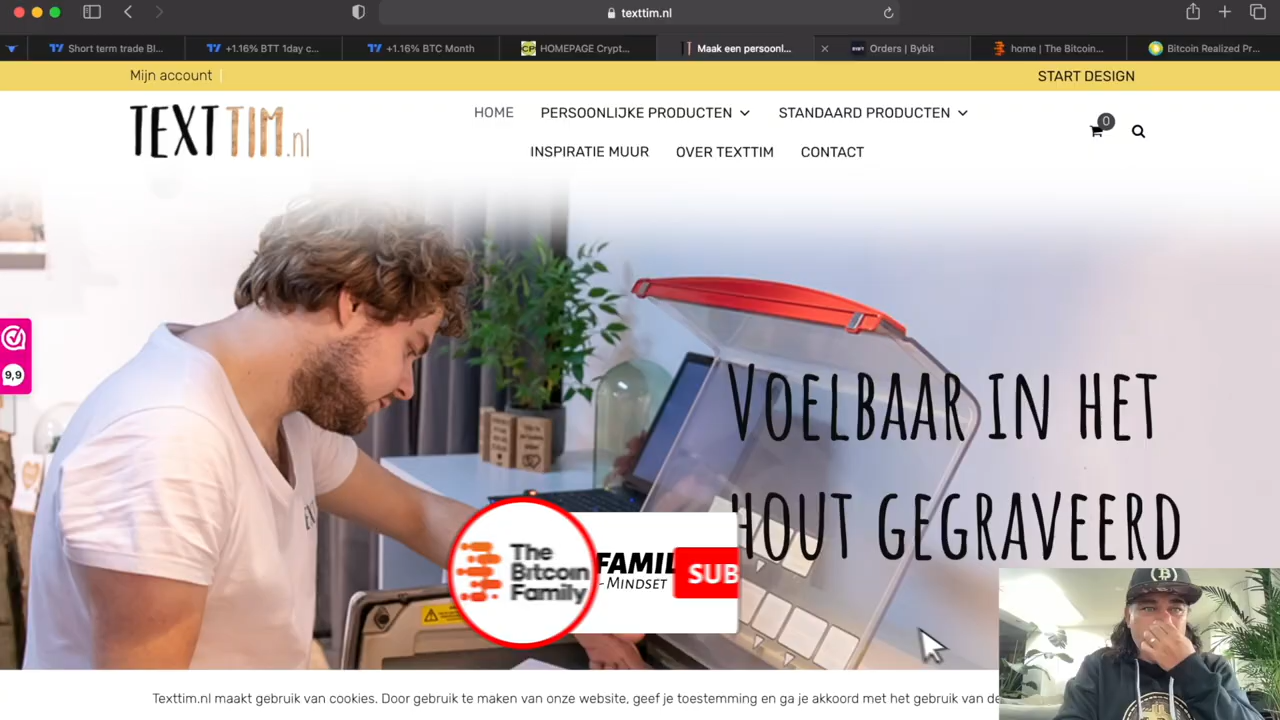 texttim.nl
Short term trade BI...
+1.16% BTT 1day c...
+1.16% BTC Month
HOMEPAGE Crypt...
Maak een persoonl...
Orders | Bybit
home | The Bitcoin...
Bitcoin Realized Pr...
Mijn account
START DESIGN
TEXTTIM.nl
HOME
PERSOONLIJKE PRODUCTEN
STANDAARD PRODUCTEN
0
INSPIRATIE MUUR
OVER TEXTTIM
CONTACT
9,9
VOELBAAR IN HET
HOUT GEGRAVEERD
The
Bitcoin
Family
FAMIL
- MINDSET
SUB
Texttim.nl maakt gebruik van cookies. Door gebruik te maken van onze website, geef je toestemming en ga je akkoord met het gebruik van de